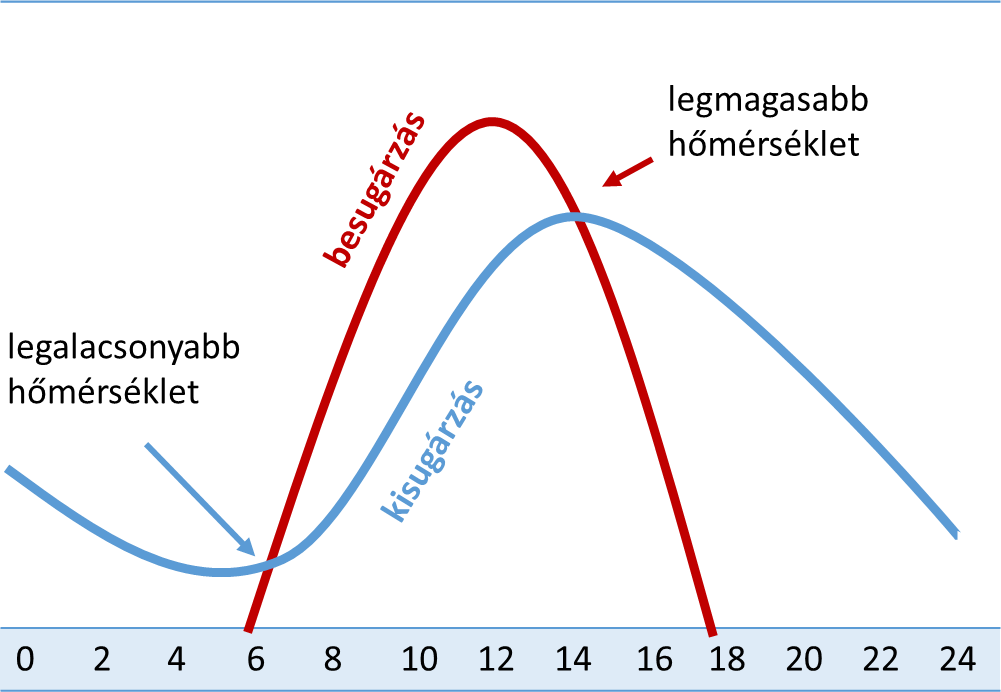 legmagasabb
hőmérséklet
besugárzás
legalacsonyabb
hőmérséklet
kisugárzás
0 2 4 6 8 10 12 14 16 18 20 22 24